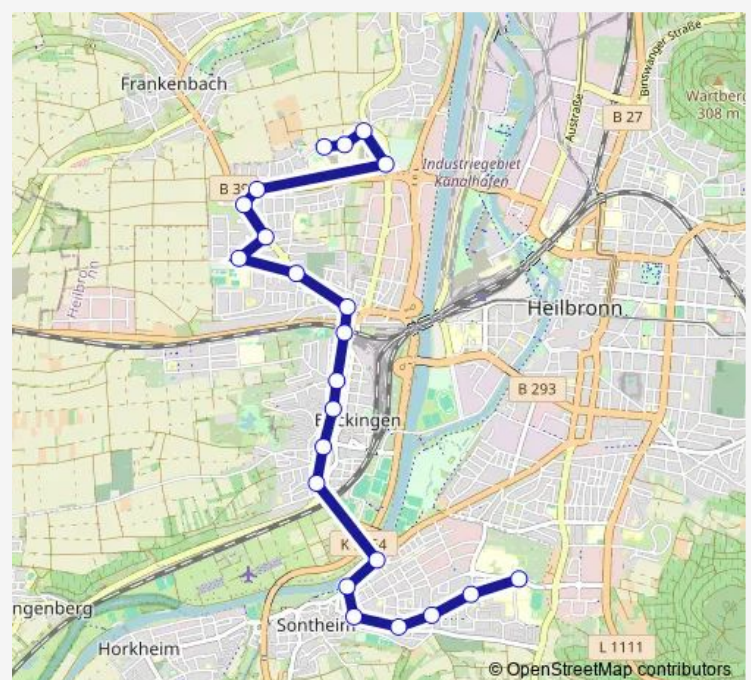 Frankenbach
Binswanger Straße
Wartberg
308 m
B 27
Austraße
Industriegebiet
Kanalhafen
B 39
Heilbronn
Heilbronn
B 293
Böckingen
ngenberg
Sontheim
Horkheim
L 1111
© OpenStreetMap contributors